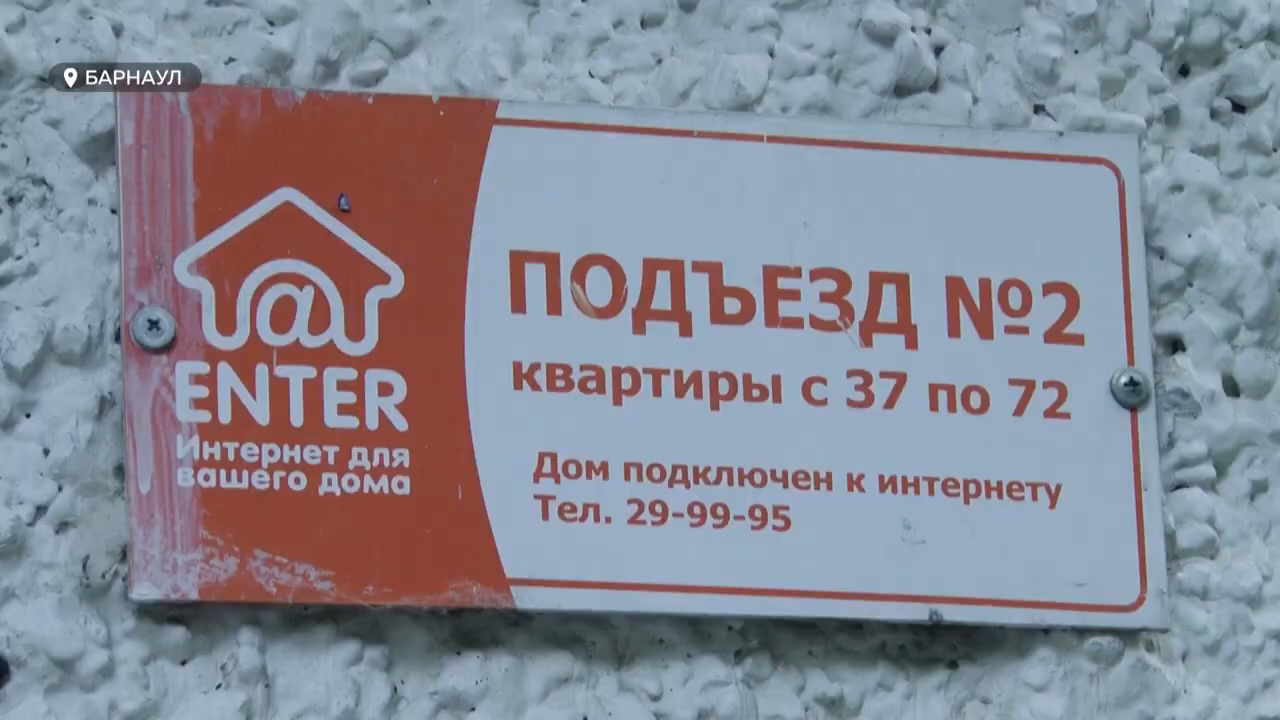 БАРНАУЛ
@
ENTER
Интернет для
вашего дома
ПОДЪЕЗД №2
квартиры с 37 по 72
Дом подключен к интернету
Тел. 29-99-95